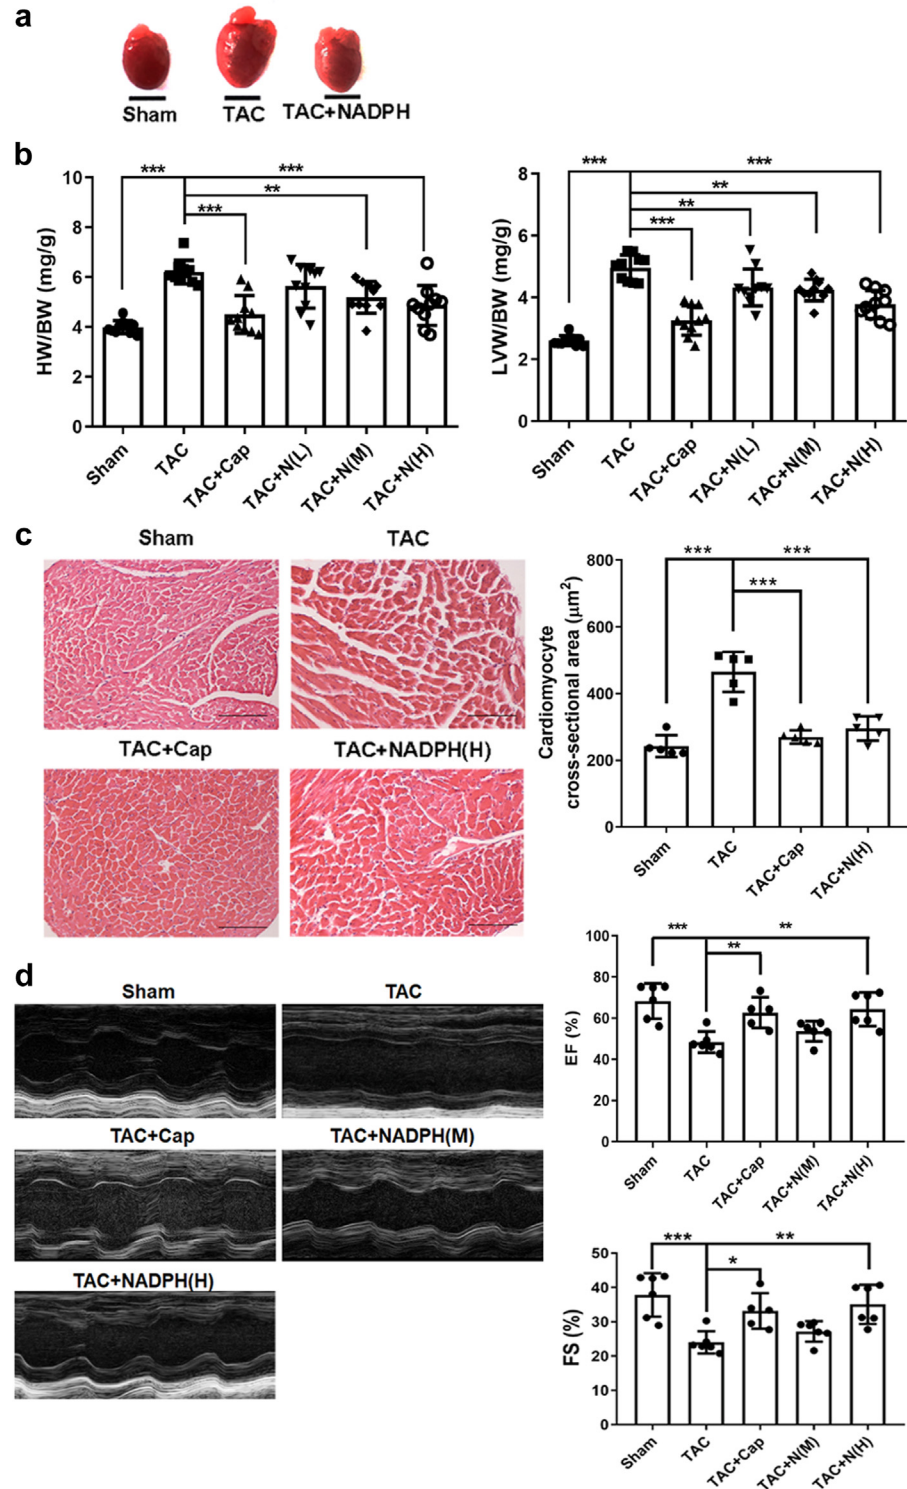 a
Sham
TAC
TAC+NADPH
b
HW/BW (mg/g)
10
8
6
4
2
0
***
***
**
***
Sham
TAC
TAC+Cap
TAC+N(L)
TAC+N(M)
TAC+N(H)
LVW/BW (mg/g)
8
6
4
2
0
***
***
**
**
***
Sham
TAC
TAC+Cap
TAC+N(L)
TAC+N(M)
TAC+N(H)
c
Sham
TAC
TAC+Cap
TAC+NADPH(H)
Cardiomyocyte
cross-sectional area (μm²)
800
600
400
200
0
***
***
***
Sham
TAC
TAC+Cap
TAC+N(H)
d
Sham
TAC
TAC+Cap
TAC+NADPH(M)
TAC+NADPH(H)
EF (%)
100
80
60
40
20
0
***
**
**
Sham
TAC
TAC+Cap
TAC+N(M)
TAC+N(H)
FS (%)
50
40
30
20
10
0
***
**
*
Sham
TAC
TAC+Cap
TAC+N(M)
TAC+N(H)